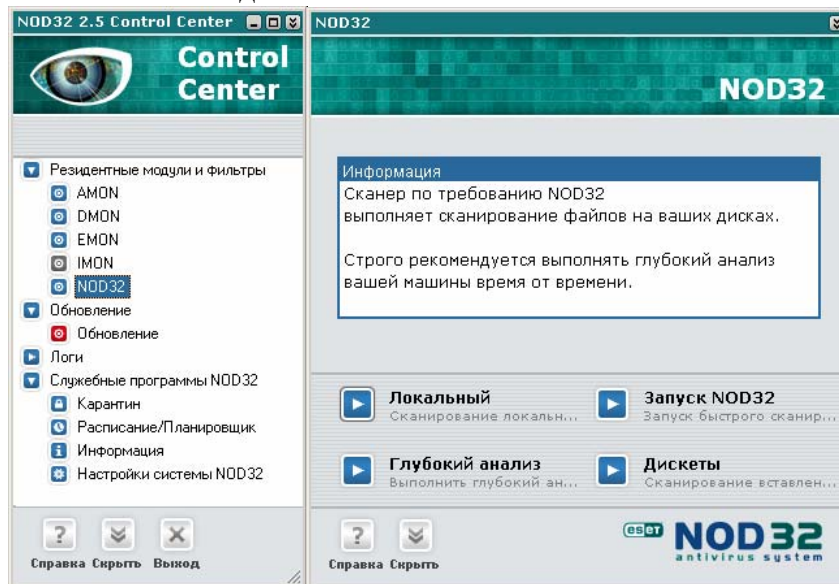 NOD32 2.5 Control Center
Control
Center
Резидентные модули и фильтры
AMON
DMON
EMON
IMON
NOD32
Обновление
Обновление
Логи
Служебные программы NOD32
Карантин
Расписание/Планировщик
Информация
Настройки системы NOD32
Справка Скрыть Выход
NOD32
NOD32
Информация
Сканер по требованию NOD32
выполняет сканирование файлов на ваших дисках.
Строго рекомендуется выполнять глубокий анализ
вашей машины время от времени.
Локальный
Сканирование локальн...
Запуск NOD32
Запуск быстрого сканир...
Глубокий анализ
Выполнить глубокий ан...
Дискеты
Сканирование вставлен...
Справка Скрыть
eset NOD32
antivirus system